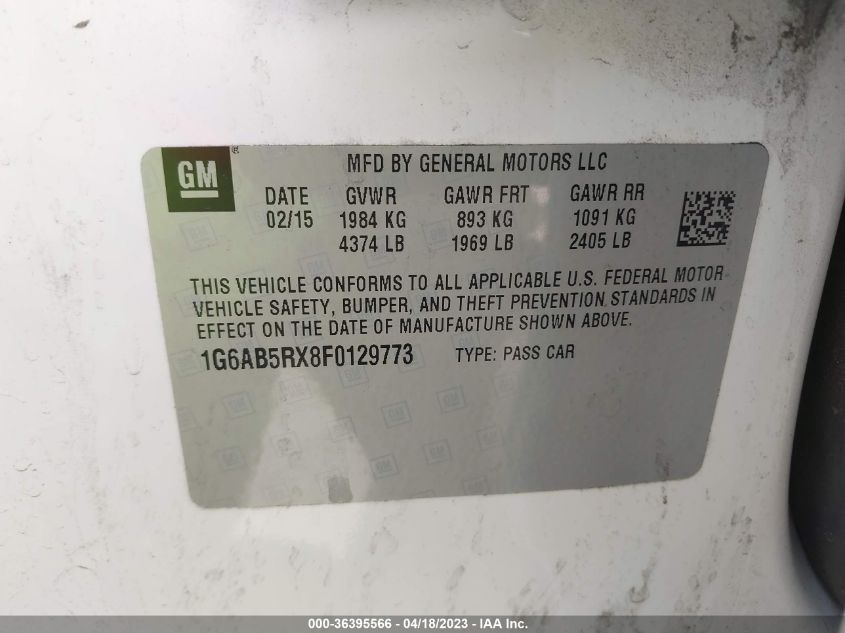 GM
MFD BY GENERAL MOTORS LLC
DATE GVWR GAWR FRT GAWR RR
02/15 1984 KG 893 KG 1091 KG
4374 LB 1969 LB 2405 LB
THIS VEHICLE CONFORMS TO ALL APPLICABLE U.S. FEDERAL MOTOR
VEHICLE SAFETY, BUMPER, AND THEFT PREVENTION STANDARDS IN
EFFECT ON THE DATE OF MANUFACTURE SHOWN ABOVE.
1G6AB5RX8F0129773 TYPE: PASS CAR
000-36395566 - 04/18/2023 - IAA Inc.